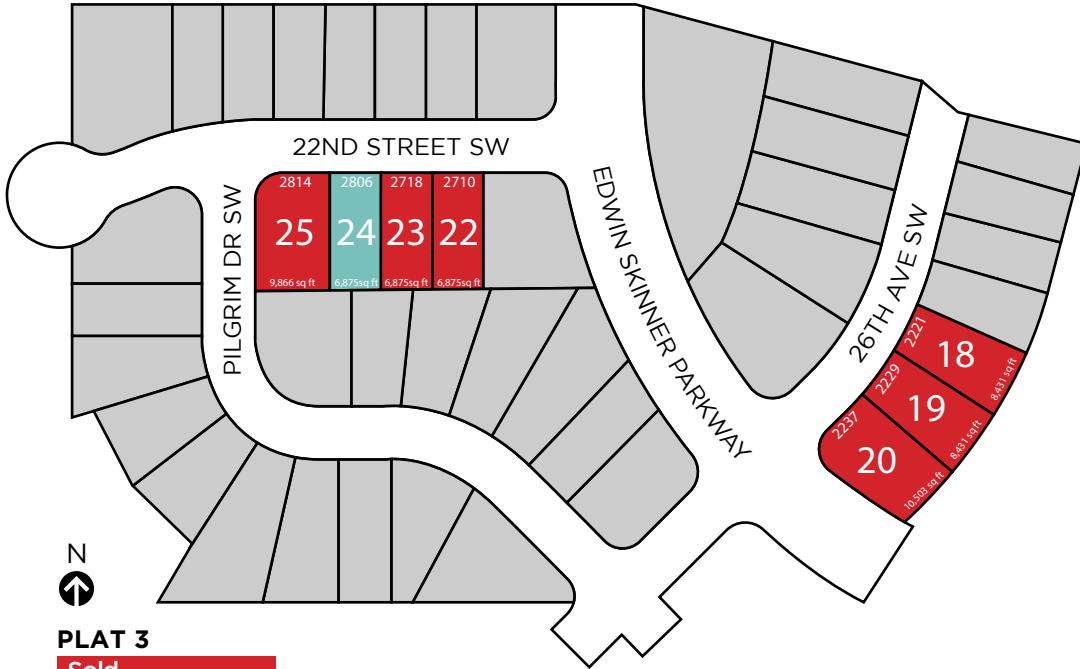 22ND STREET SW
PILGRIM DR SW
EDWIN SKINNER PARKWAY
26TH AVE SW
2814
25
9,866 sq ft
2806
24
6,875sq ft
2718
23
6,875sq ft
2710
22
6,875sq ft
2221
18
8,431 sq ft
2229
19
8,431 sq ft
2237
20
10,503 sq ft
N
PLAT 3
Sold